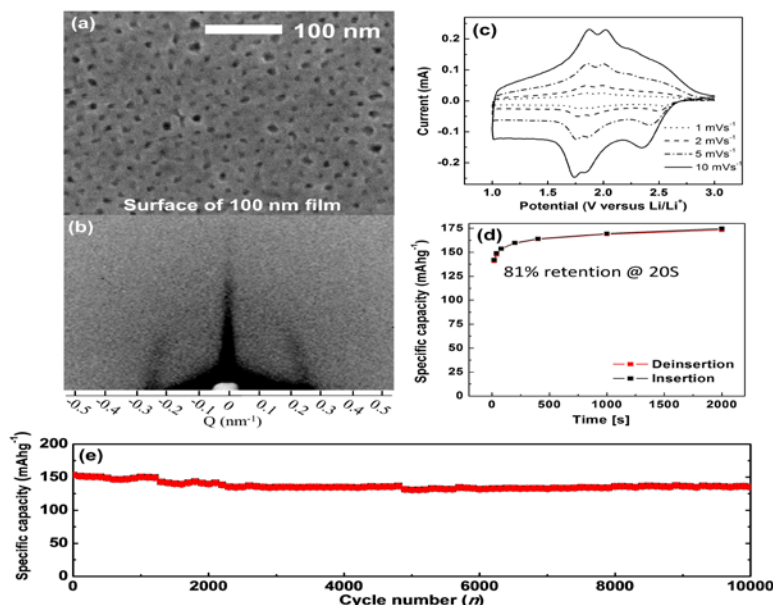 (a)
100 nm
Surface of 100 nm film
(b)
-0.5 -0.4 -0.3 -0.2 -0.1 0 0.1 0.2 0.3 0.4 0.5
Q (nm⁻¹)
(c)
Current (mA)
0.2
0.1
0.0
-0.1
-0.2
1 mVs⁻¹
2 mVs⁻¹
5 mVs⁻¹
10 mVs⁻¹
1.0 1.5 2.0 2.5 3.0
Potential (V versus Li/Li⁺)
(d)
Specific capacity (mAhg⁻¹)
175
150
125
100
75
50
25
0
81% retention @ 20S
Deinsertion
Insertion
0 500 1000 1500 2000
Time [s]
(e)
Specific capacity (mAhg⁻¹)
200
150
100
50
0
0 2000 4000 6000 8000 10000
Cycle number (n)